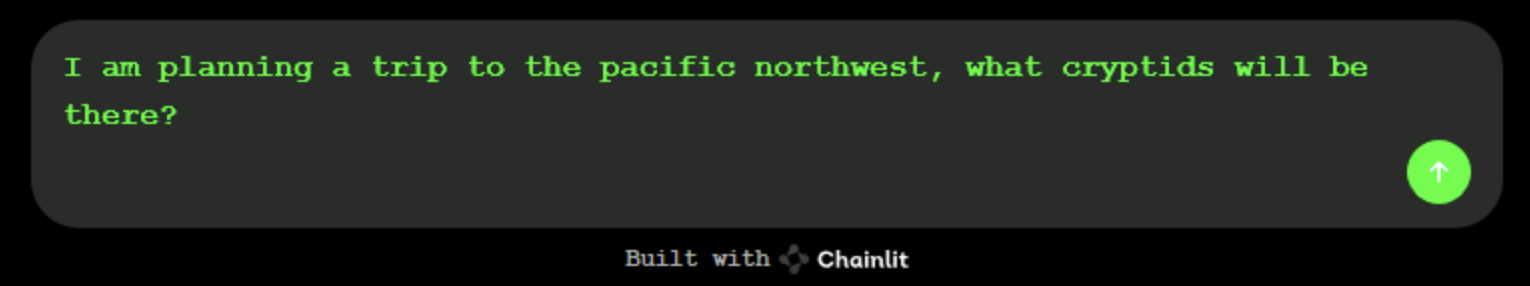 I am planning a trip to the pacific northwest, what cryptids will be
there?
Built with Chainlit